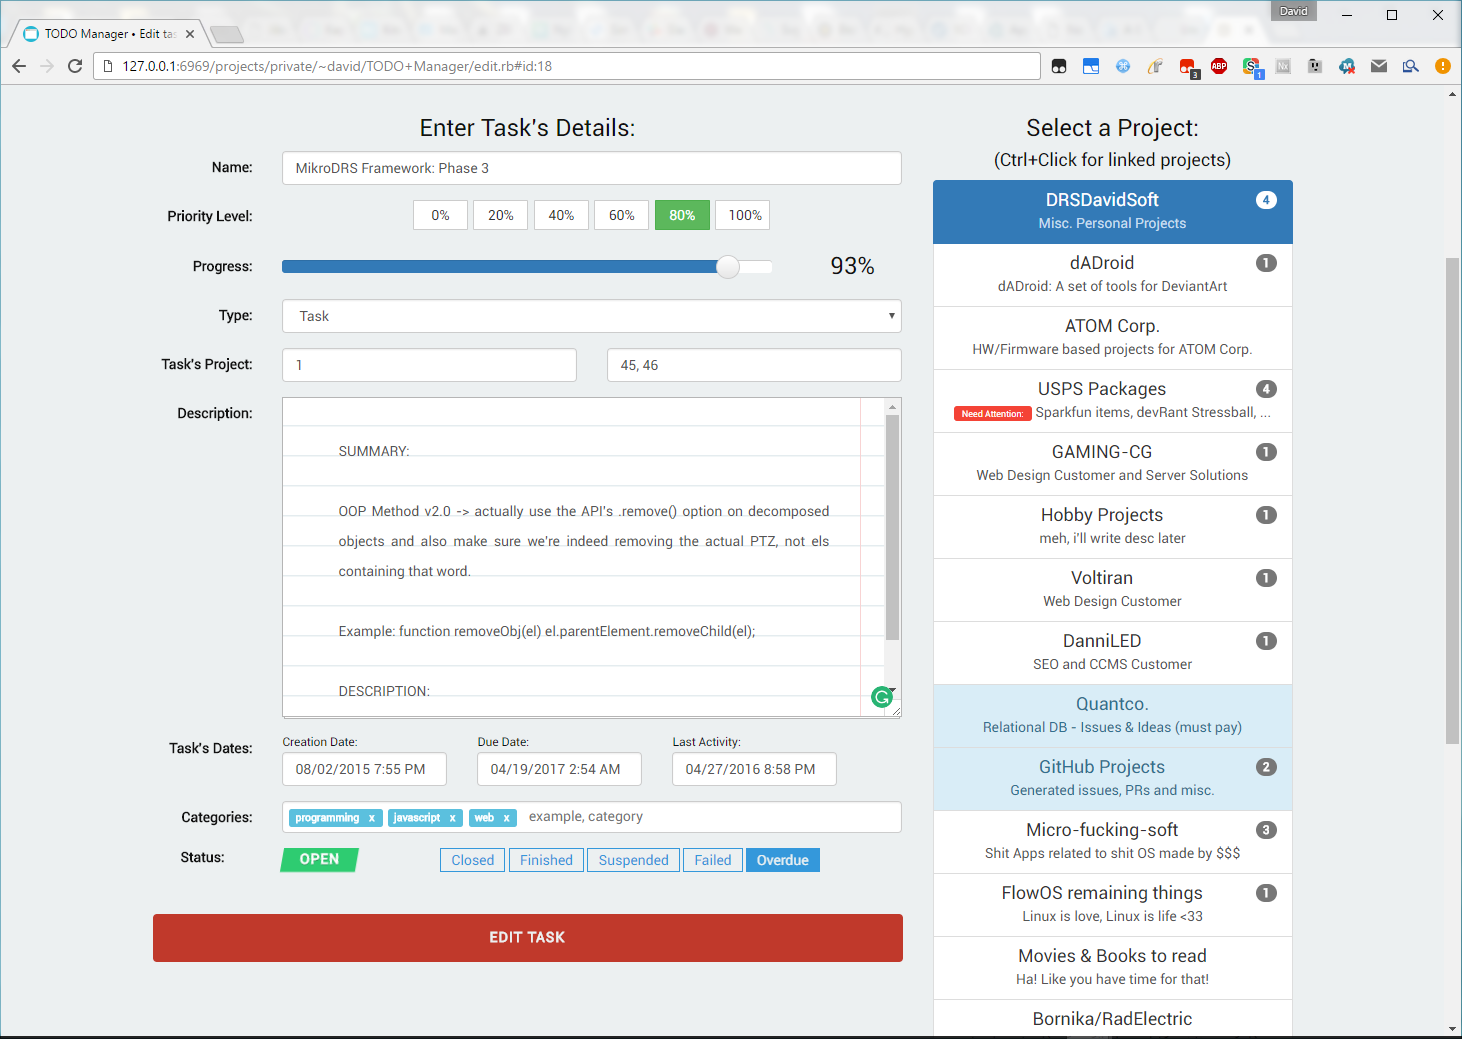 David
TODO Manager • Edit tas
127.0.0.1:6969/projects/private/~david/TODO+Manager/edit.rb#id:18
3
ABP
1
Nx
Enter Task's Details:
Name:
MikroDRS Framework: Phase 3
Priority Level:
0% 20% 40% 60% 80% 100%
Progress:
93%
Type:
Task
Task's Project:
1
45, 46
Description:
SUMMARY:
OOP Method v2.0 -> actually use the API's .remove() option on decomposed
objects and also make sure we're indeed removing the actual PTZ, not els
containing that word.
Example: function removeObj(el) el.parentElement.removeChild(el);
DESCRIPTION:
Task's Dates:
Creation Date: Due Date: Last Activity:
08/02/2015 7:55 PM 04/19/2017 2:54 AM 04/27/2016 8:58 PM
Categories:
programming x javascript x web x example, category
Status:
OPEN
Closed Finished Suspended Failed Overdue
EDIT TASK
Select a Project:
(Ctrl+Click for linked projects)
DRSDavidSoft 4
Misc. Personal Projects
dADroid 1
dADroid: A set of tools for DeviantArt
ATOM Corp.
HW/Firmware based projects for ATOM Corp.
USPS Packages 4
Need Attention: Sparkfun items, devRant Stressball, ...
GAMING-CG 1
Web Design Customer and Server Solutions
Hobby Projects 1
meh, i'll write desc later
Voltiran 1
Web Design Customer
DanniLED 1
SEO and CCMS Customer
Quantco.
Relational DB - Issues & Ideas (must pay)
GitHub Projects 2
Generated issues, PRs and misc.
Micro-fucking-soft 3
Shit Apps related to shit OS made by $$$
FlowOS remaining things 1
Linux is love, Linux is life <33
Movies & Books to read
Ha! Like you have time for that!
Bornika/RadElectric